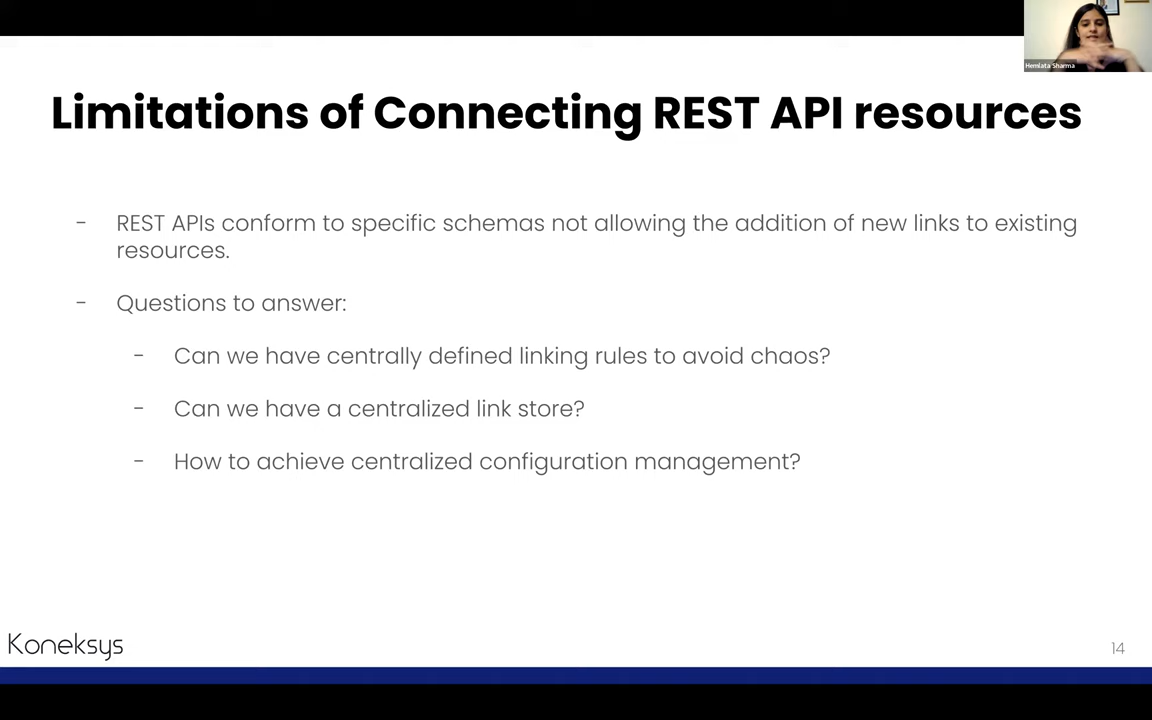 Hemlata Sharma
Limitations of Connecting REST API resources
- REST APIs conform to specific schemas not allowing the addition of new links to existing
resources.
- Questions to answer:
- Can we have centrally defined linking rules to avoid chaos?
- Can we have a centralized link store?
- How to achieve centralized configuration management?
Koneksys
14